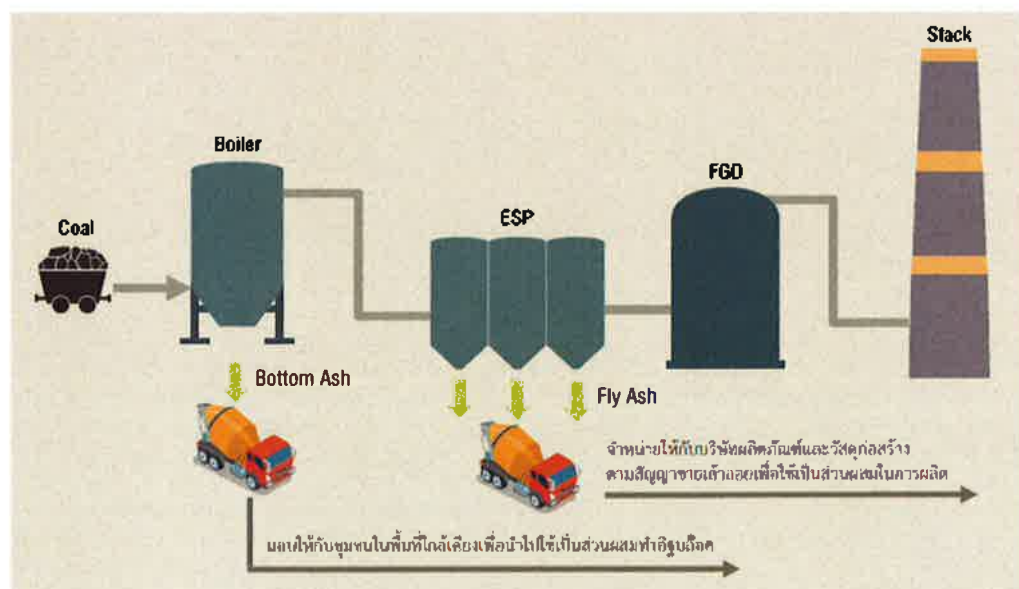 Stack
Boiler
FGD
ESP
Coal
Bottom Ash
Fly Ash
จำหน่ายให้กับบริษัทผลิตภัณฑ์และวัสดุก่อสร้าง
ตามสัญญาขายเถ้าลอยเพื่อใช้เป็นส่วนผสมในการผลิต
มอบให้กับชุมชนในพื้นที่ใกล้เคียงเพื่อนำไปใช้เป็นส่วนผสมทำอิฐบล๊อค